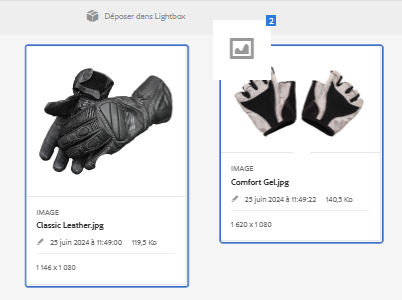 Déposer dans Lightbox
2
IMAGE
Classic Leather.jpg
25 juin 2024 à 11:49:00 119,5 Ko
1 146 x 1 080
IMAGE
Comfort Gel.jpg
25 juin 2024 à 11:49:22 140,5 Ko
1 620 x 1 080